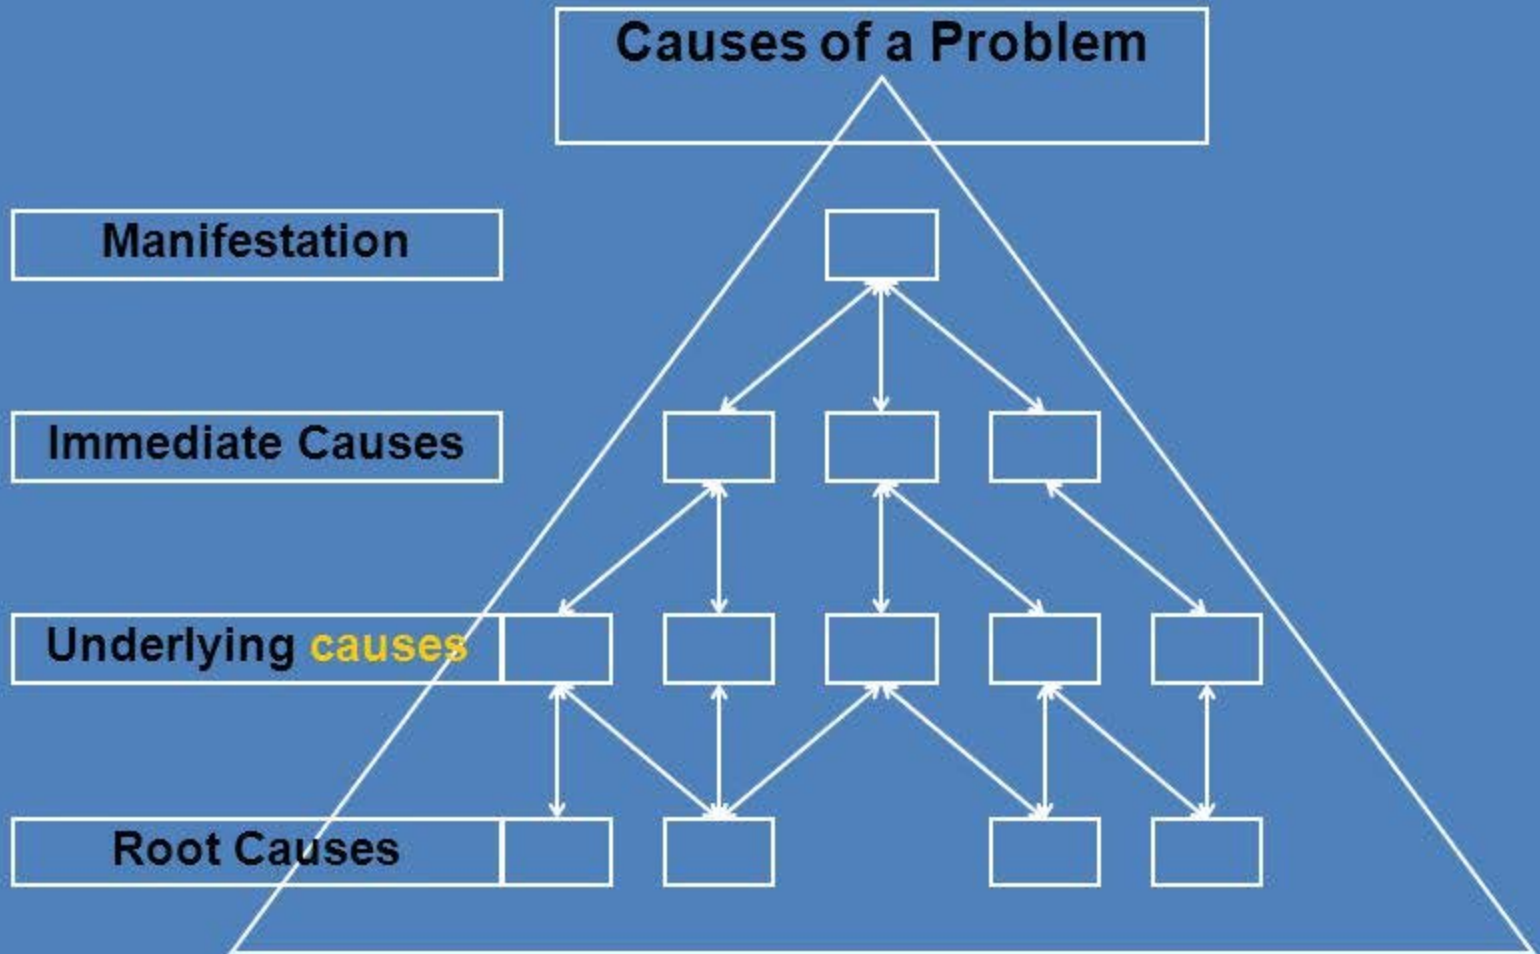 Causes of a Problem
Manifestation
Immediate Causes
Underlying causes
Root Causes